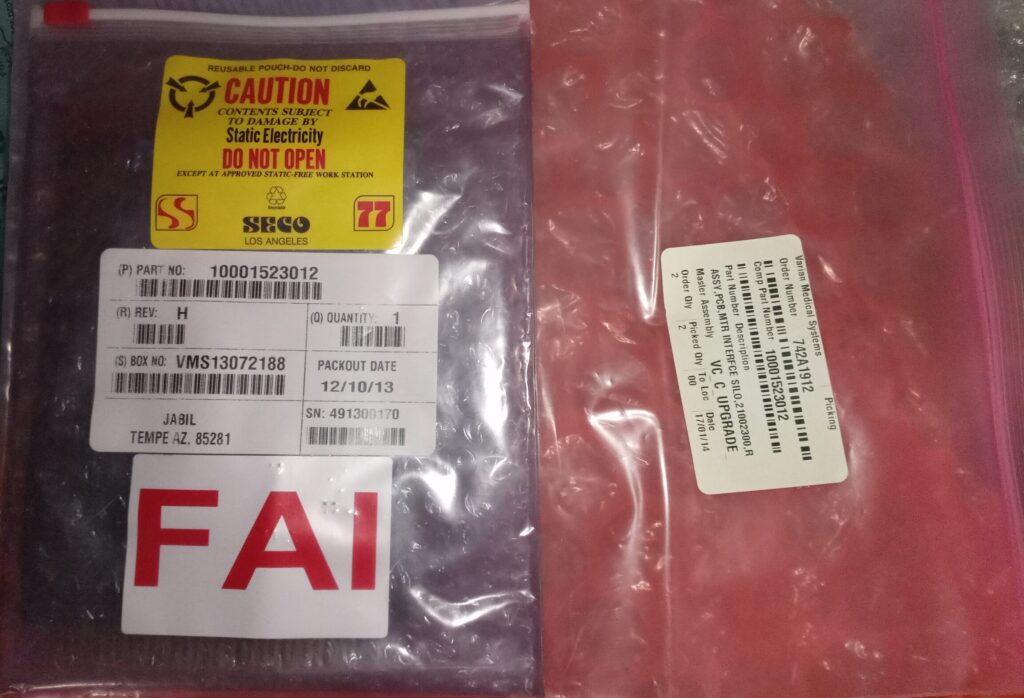 REUSABLE POUCH-DO NOT DISCARD
CAUTION
CONTENTS SUBJECT
TO DAMAGE BY
Static Electricity
DO NOT OPEN
EXCEPT AT APPROVED STATIC-FREE WORK STATION
Recyclable
SECO
77
LOS ANGELES
(P) PART NO: 10001523012
(R) REV: H
(Q) QUANTITY: 1
(S) BOX NO: VMS13072188
PACKOUT DATE
12/10/13
JABIL
TEMPE AZ. 85281
SN: 491309170
FAI
Varian Medical Systems Picking
Order Number 742A1912
Comp Part Number 10001523012
Part Number Description
ASSY,PCB,MTR INTERFCE SILO,21002300,R
Master Assembly VC C UPGRADE
Order Qty Picked Qty To Loc Date
2 2 00 17/01/14